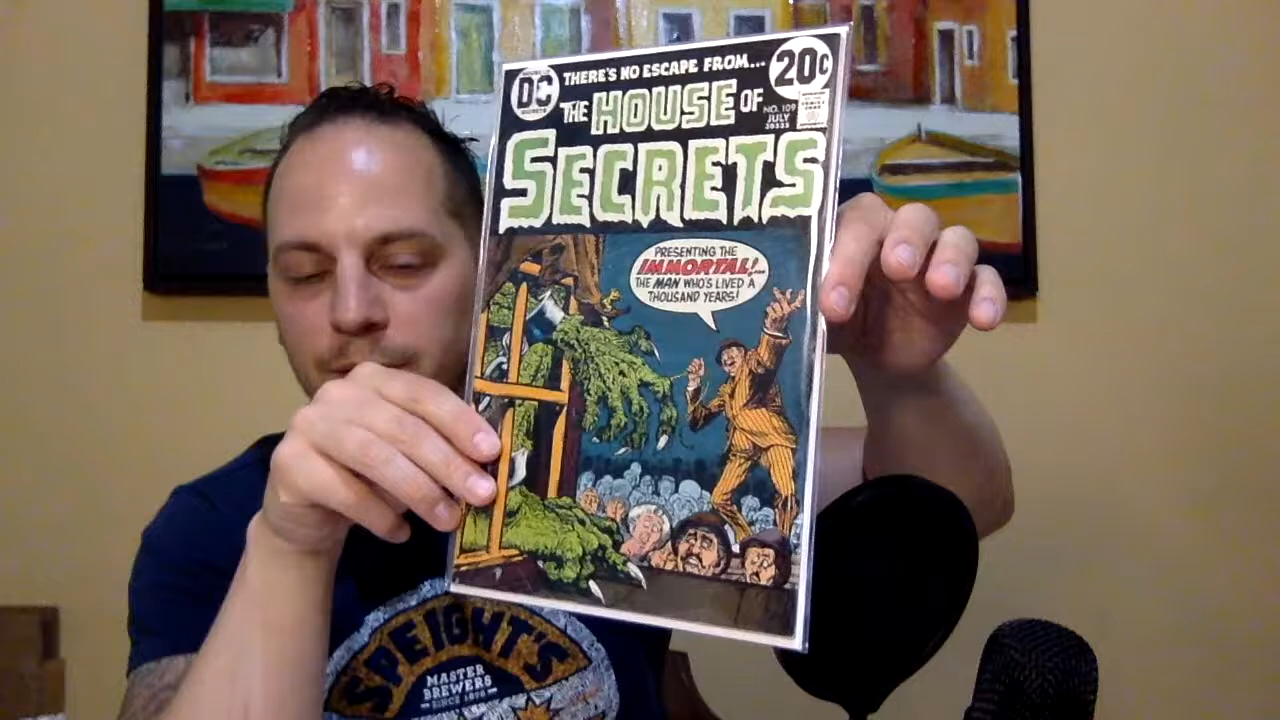 THERE'S NO ESCAPE FROM...
DC
20¢
THE HOUSE OF
NO. 109
JULY
30323
SECRETS
PRESENTING THE
IMMORTAL!...
THE MAN WHO'S LIVED A
THOUSAND YEARS!
SPEIGHT'S
MASTER
BREWERS
SINCE 1876